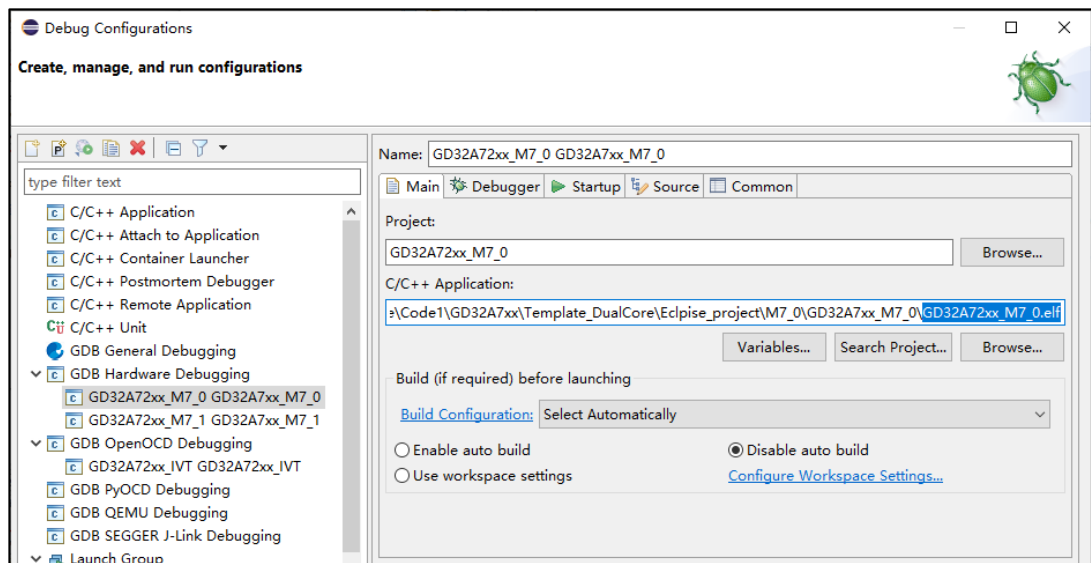 Debug Configurations
Create, manage, and run configurations
type filter text
C/C++ Application
C/C++ Attach to Application
C/C++ Container Launcher
C/C++ Postmortem Debugger
C/C++ Remote Application
C/C++ Unit
GDB General Debugging
GDB Hardware Debugging
GD32A72xx_M7_0 GD32A7xx_M7_0
GD32A72xx_M7_1 GD32A7xx_M7_1
GDB OpenOCD Debugging
GD32A72xx_IVT GD32A72xx_IVT
GDB PyOCD Debugging
GDB QEMU Debugging
GDB SEGGER J-Link Debugging
Launch Group
Name: GD32A72xx_M7_0 GD32A7xx_M7_0
Main Debugger Startup Source Common
Project:
GD32A72xx_M7_0 Browse...
C/C++ Application:
e\Code1\GD32A7xx\Template_DualCore\Eclpise_project\M7_0\GD32A7xx_M7_0\GD32A72xx_M7_0.elf
Variables... Search Project... Browse...
Build (if required) before launching
Build Configuration: Select Automatically
Enable auto build Disable auto build
Use workspace settings Configure Workspace Settings...